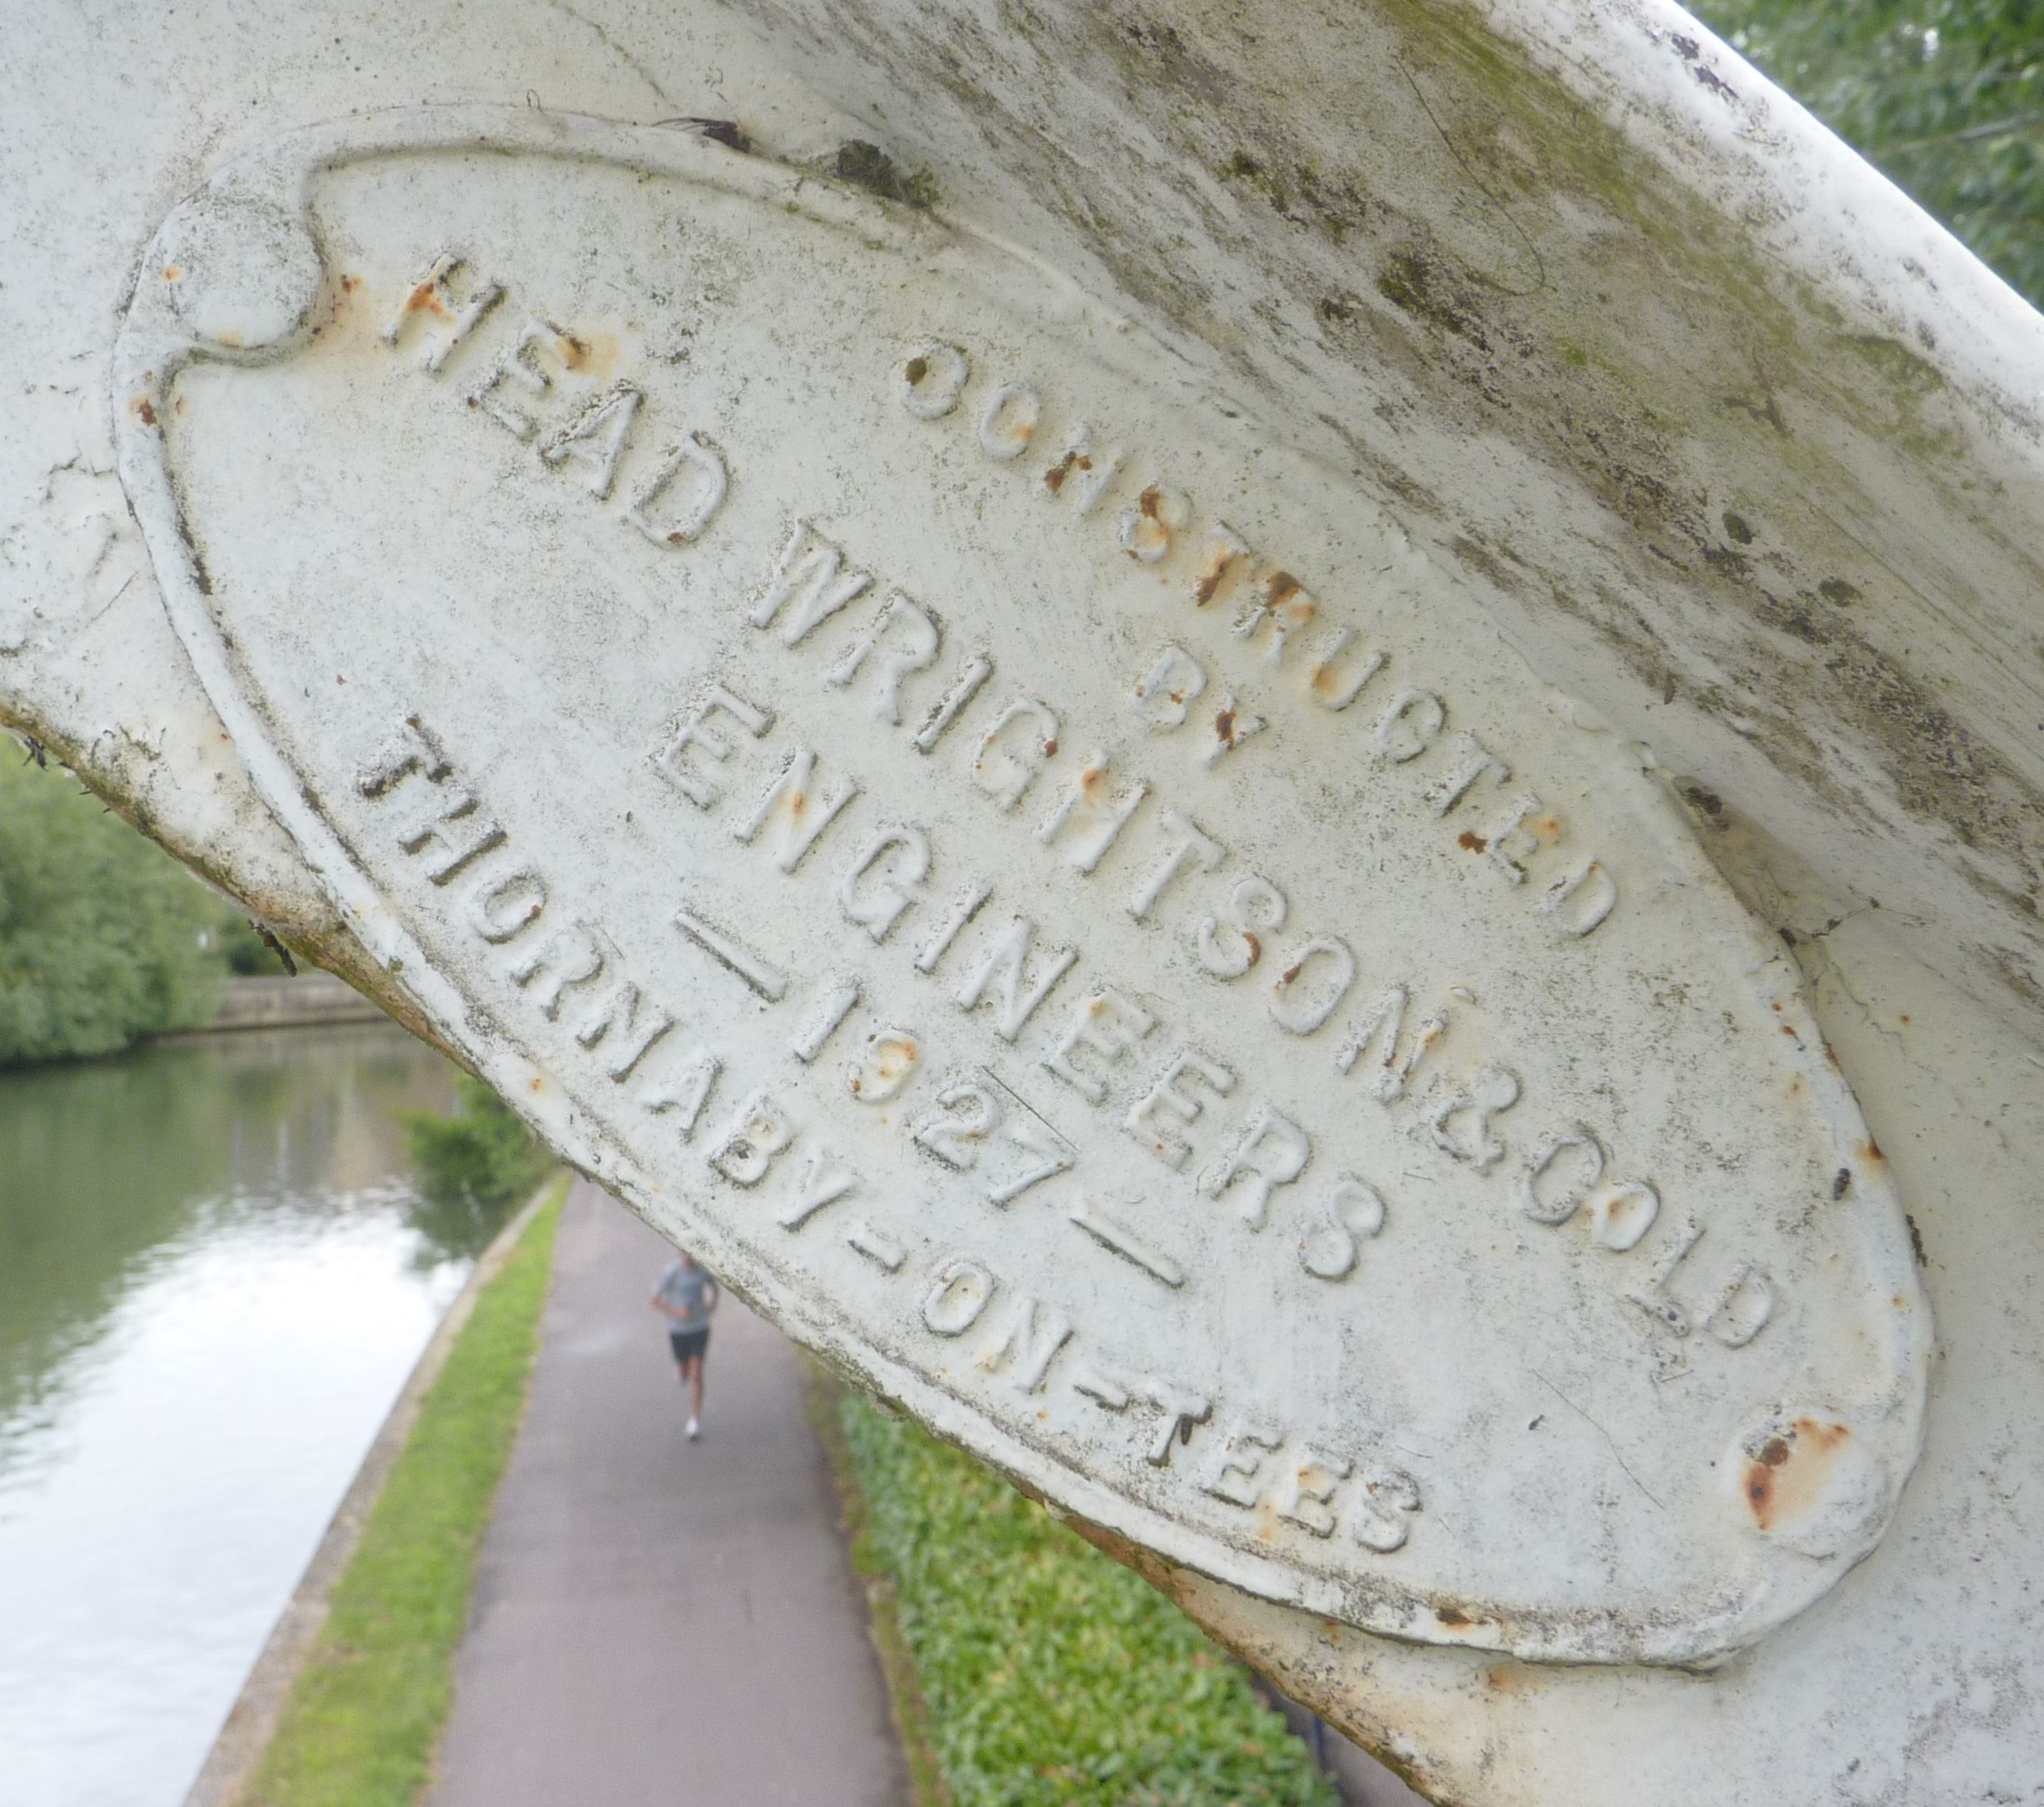 CONSTRUCTED
BY
HEAD WRIGHTSON & CO LD
ENGINEERS
— 1927 —
THORNABY-ON-TEES